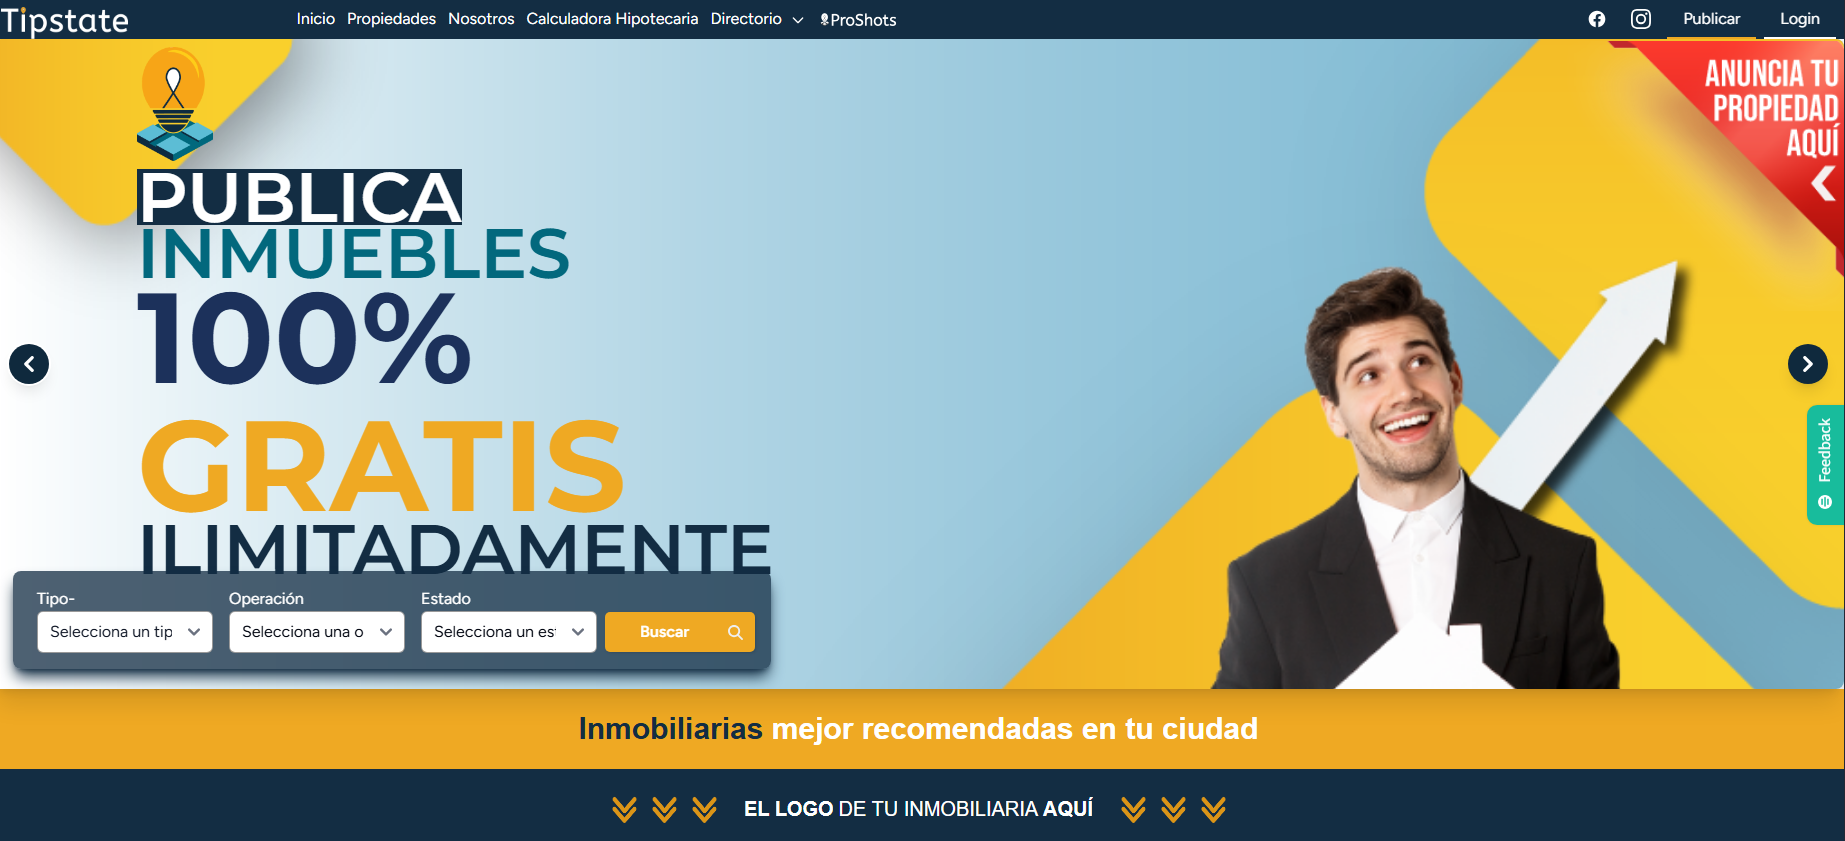 Tipstate
Inicio Propiedades Nosotros Calculadora Hipotecaria Directorio ProShots
Publicar Login
ANUNCIA TU
PROPIEDAD
AQUÍ
PUBLICA
INMUEBLES
100%
GRATIS
ILIMITADAMENTE
Feedback
Tipo- Operación Estado
Selecciona un tip Selecciona una o Selecciona un es Buscar
Inmobiliarias mejor recomendadas en tu ciudad
EL LOGO DE TU INMOBILIARIA AQUÍ